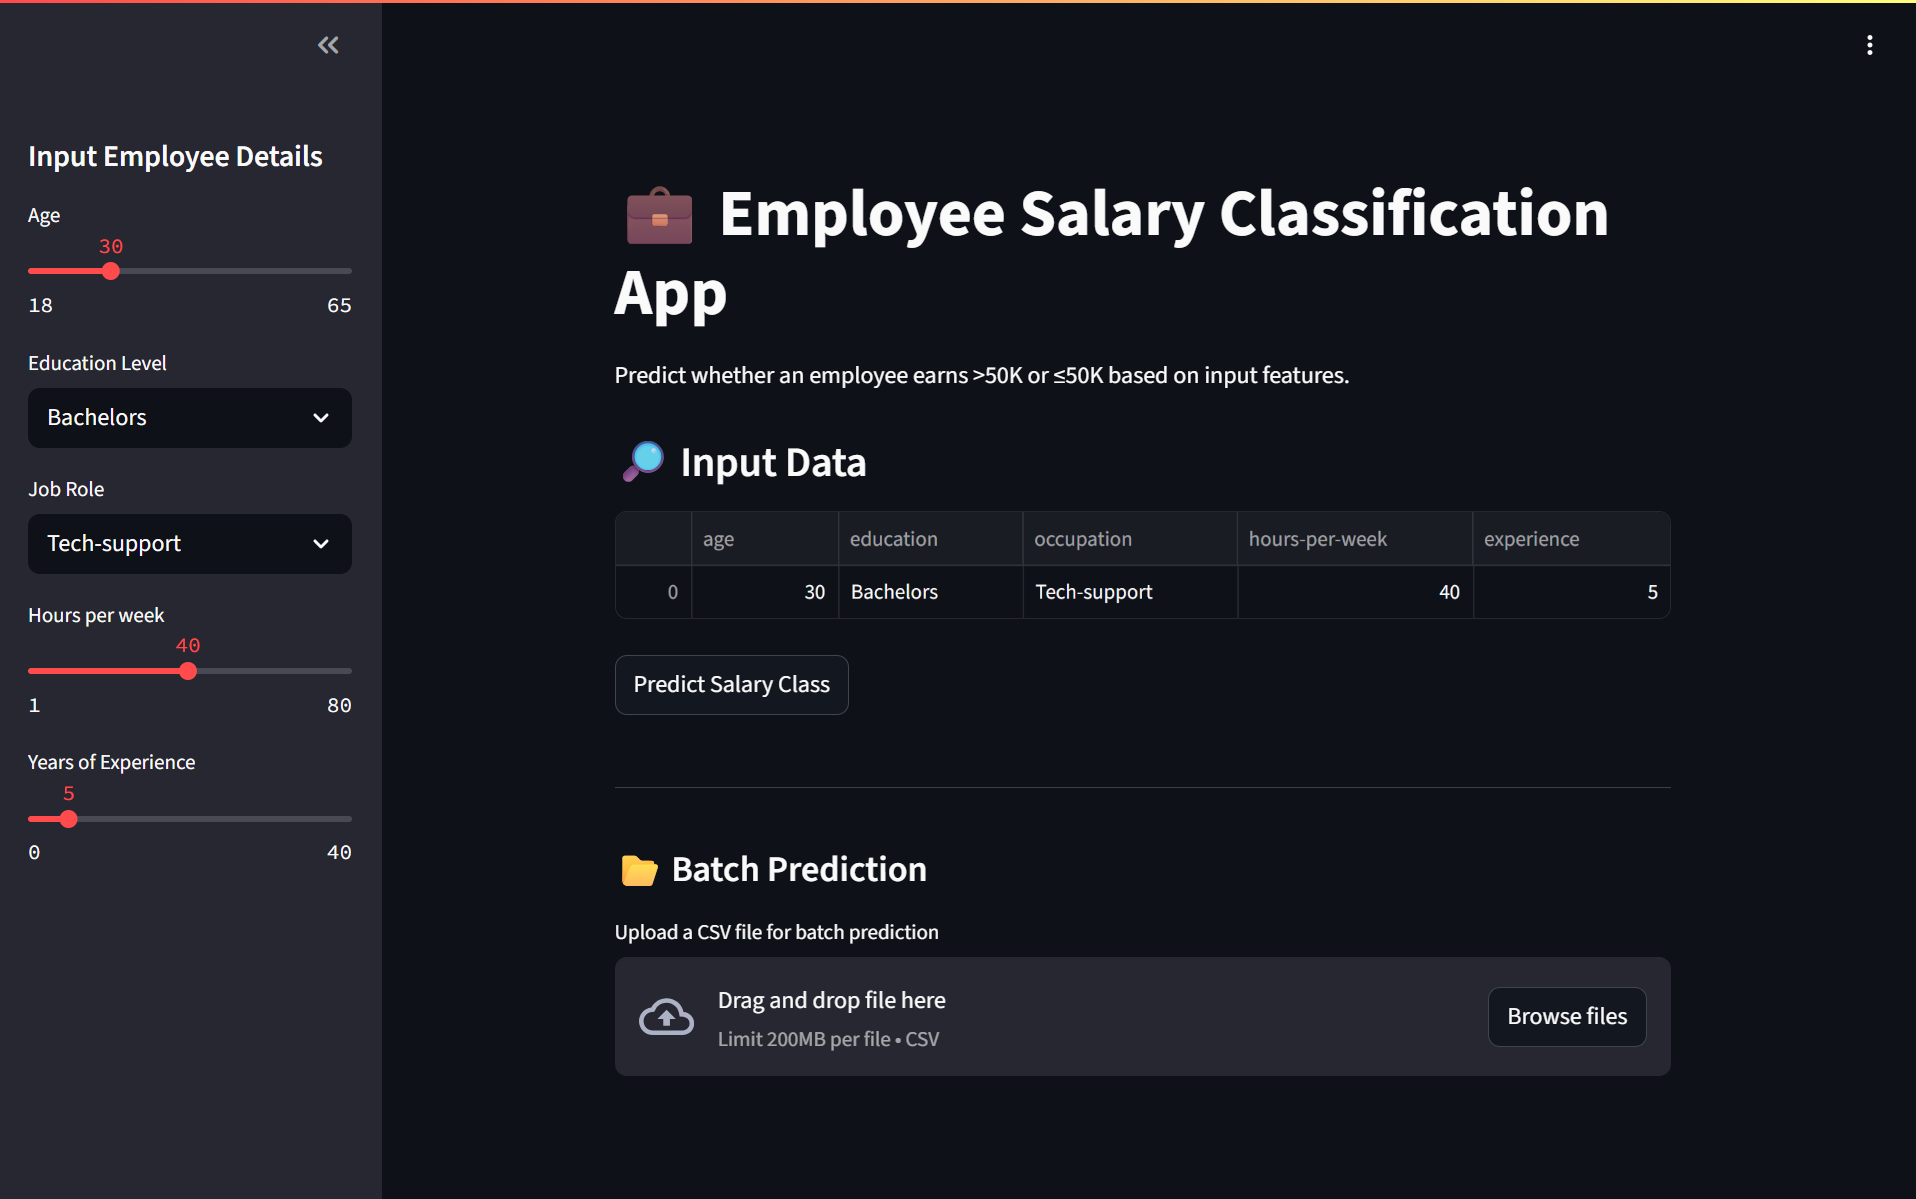 Input Employee Details
Age
30
18 65
Education Level
Bachelors
Job Role
Tech-support
Hours per week
40
1 80
Years of Experience
5
0 40
Employee Salary Classification
App
Predict whether an employee earns >50K or ≤50K based on input features.
Input Data
age education occupation hours-per-week experience
0 30 Bachelors Tech-support 40 5
Predict Salary Class
Batch Prediction
Upload a CSV file for batch prediction
Drag and drop file here
Limit 200MB per file • CSV
Browse files